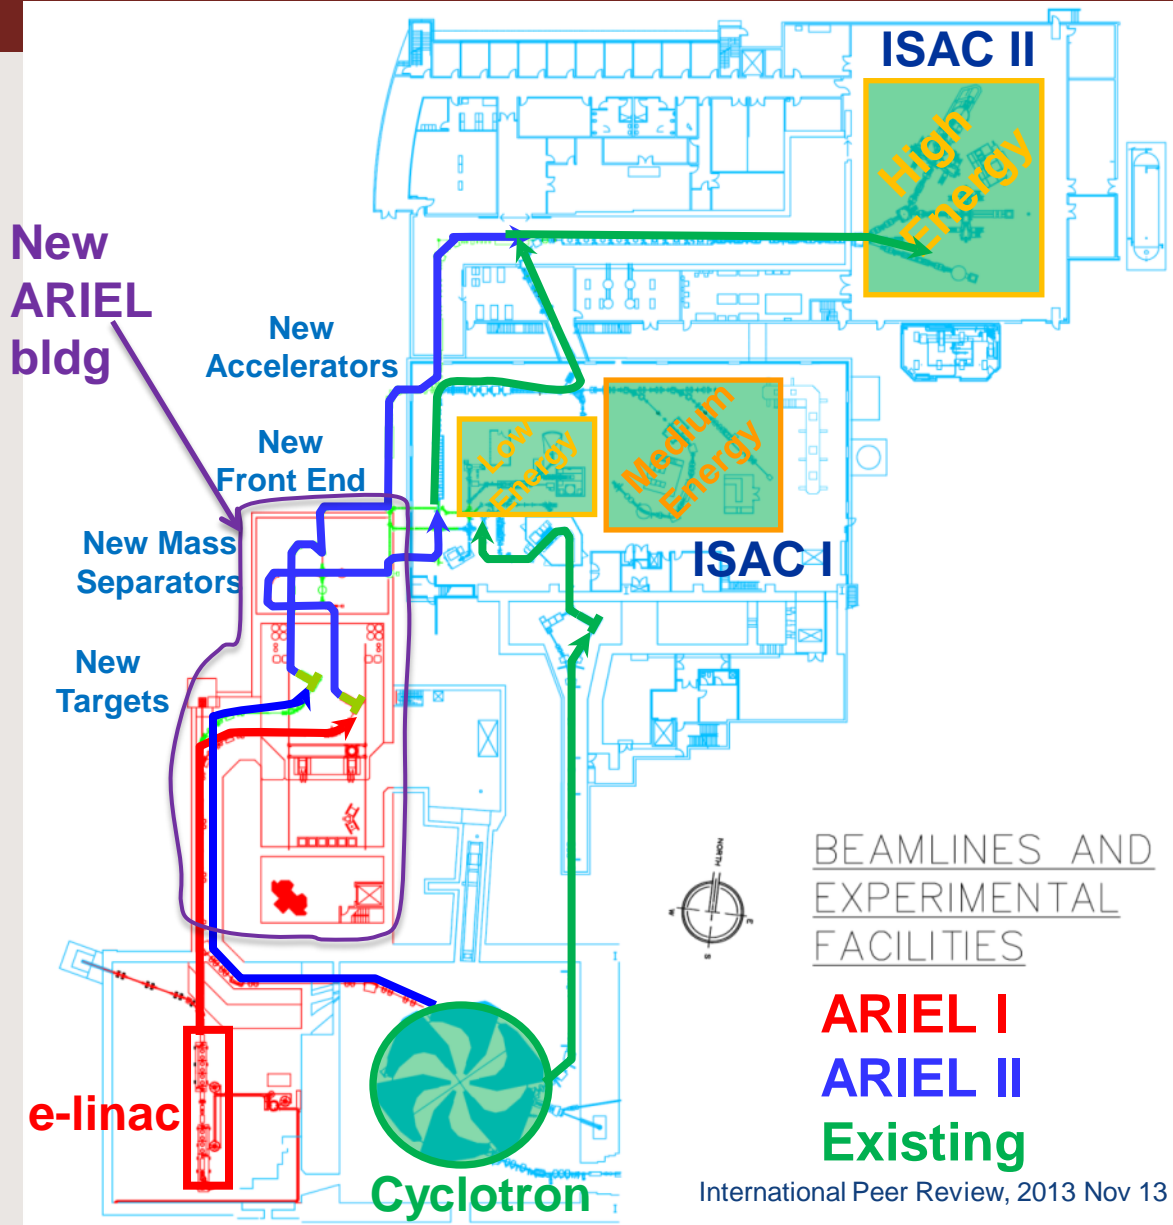 ISAC II
High
Energy
New
ARIEL
bldg
New
Accelerators
Low
Energy
Medium
Energy
New
Front End
ISAC I
New Mass
Separators
New
Targets
NORTH
E
W
S
BEAMLINES AND
EXPERIMENTAL
FACILITIES
ARIEL I
ARIEL II
Existing
e-linac
Cyclotron
International Peer Review, 2013 Nov 13